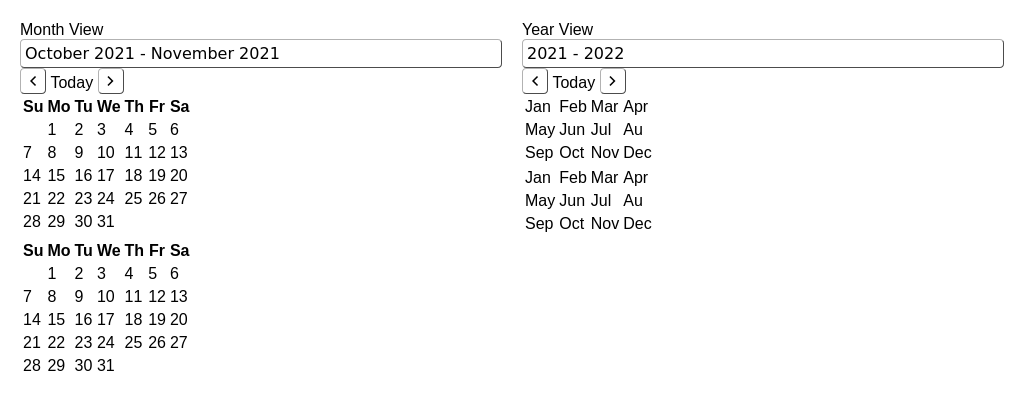 Month View
October 2021 - November 2021
Today
Su Mo Tu We Th Fr Sa
1 2 3 4 5 6
7 8 9 10 11 12 13
14 15 16 17 18 19 20
21 22 23 24 25 26 27
28 29 30 31
Su Mo Tu We Th Fr Sa
1 2 3 4 5 6
7 8 9 10 11 12 13
14 15 16 17 18 19 20
21 22 23 24 25 26 27
28 29 30 31
Year View
2021 - 2022
Today
Jan Feb Mar Apr
May Jun Jul Au
Sep Oct Nov Dec
Jan Feb Mar Apr
May Jun Jul Au
Sep Oct Nov Dec